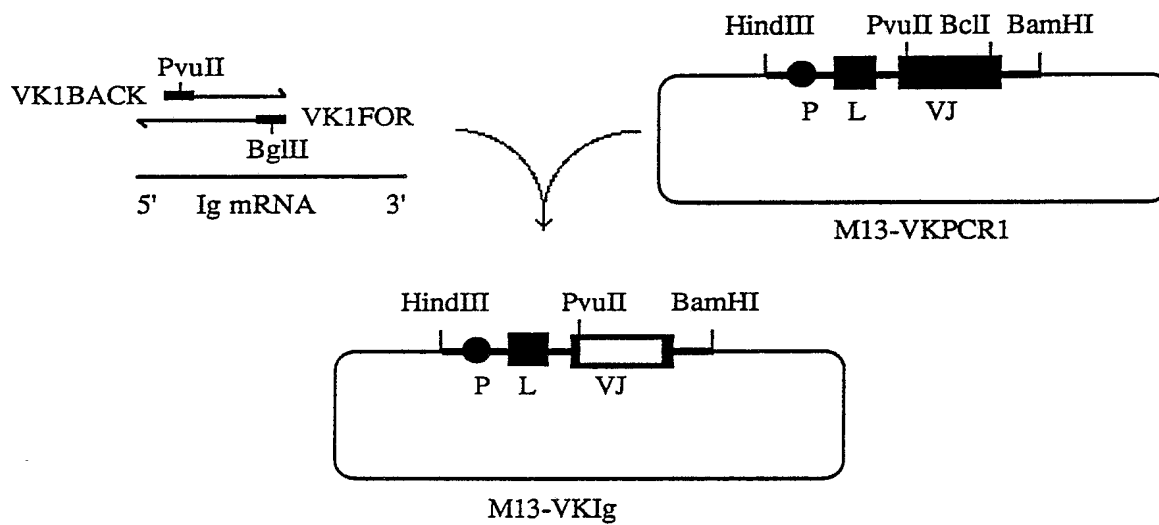 PvuII
VK1BACK
VK1FOR
BglII
5' Ig mRNA 3'
HindIII PvuII BclI BamHI
P L VJ
M13-VKPCR1
HindIII PvuII BamHI
P L VJ
M13-VKIg